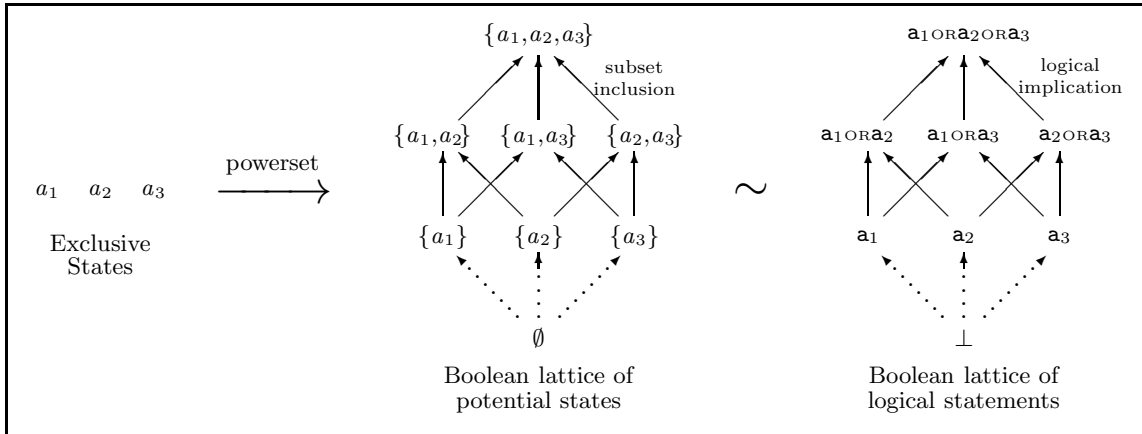 {a₁,a₂,a₃}
subset
inclusion
{a₁,a₂} {a₁,a₃} {a₂,a₃}
{a₁} {a₂} {a₃}
∅
Boolean lattice of
potential states
powerset
a₁ a₂ a₃
Exclusive
States
∼
a₁ORa₂ORa₃
logical
implication
a₁ORa₂ a₁ORa₃ a₂ORa₃
a₁ a₂ a₃
⊥
Boolean lattice of
logical statements